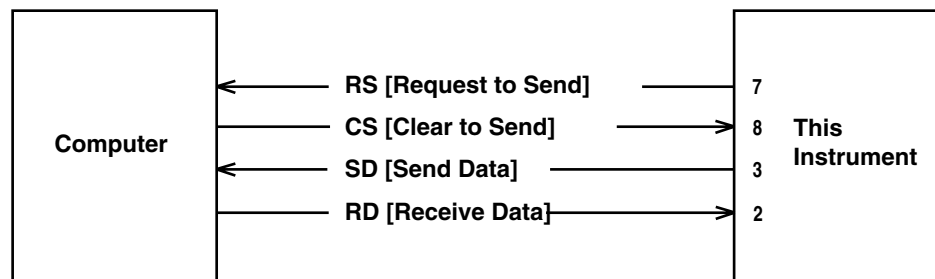 RS [Request to Send] 7
CS [Clear to Send] 8
Computer
This
Instrument
SD [Send Data] 3
RD [Receive Data] 2